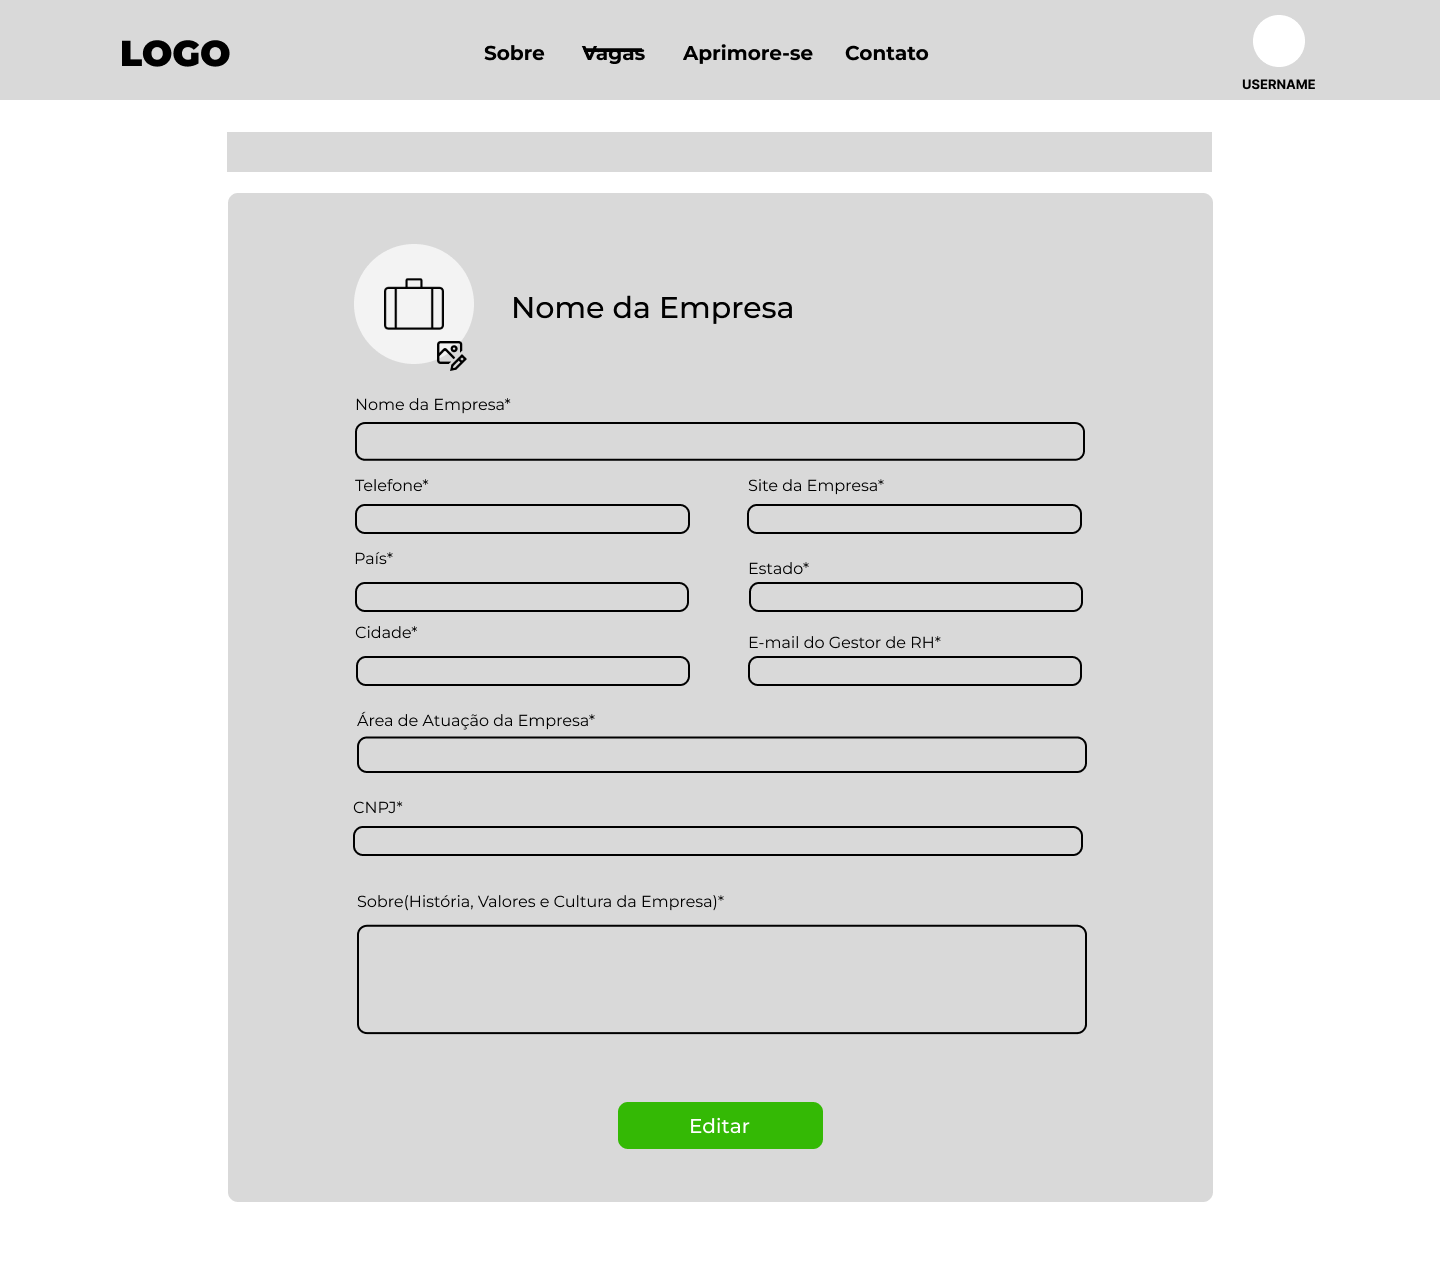 LOGO
Sobre
Vagas
Aprimore-se
Contato
USERNAME
Nome da Empresa
Nome da Empresa*
Telefone*
Site da Empresa*
País*
Estado*
Cidade*
E-mail do Gestor de RH*
Área de Atuação da Empresa*
CNPJ*
Sobre(História, Valores e Cultura da Empresa)*
Editar